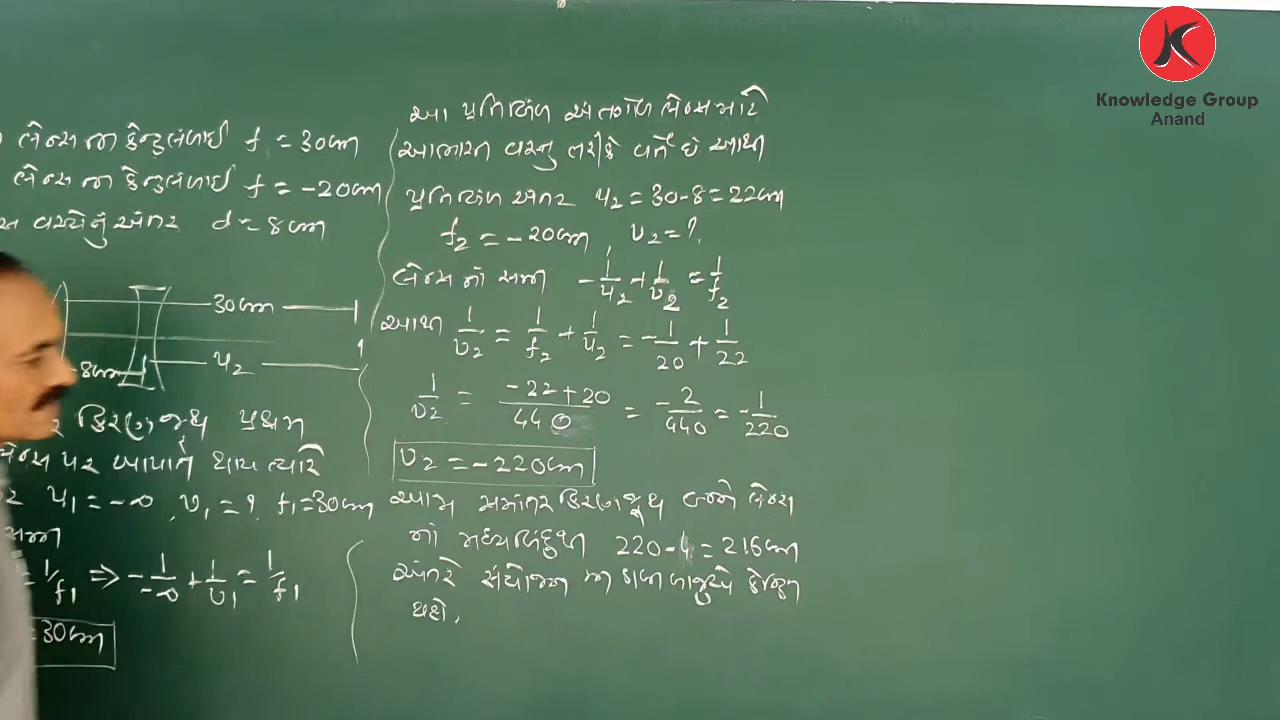 Knowledge Group
Anand
લેન્સના કેન્દ્રલંબાઈ f = 30cm
લેન્સના કેન્દ્રલંબાઈ f = -20cm
વચ્ચેનું અંતર d = 8cm
30cm
8cm u₂
કિરણજૂથ પ્રથમ
લેન્સ પર આપાત થાય ત્યારે
u₁ = -∞, v₁ = ? f₁ = 30cm
1/f₁ ⇒ -1/-∞ + 1/v₁ = 1/f₁
= 30cm
આ પ્રતિબિંબ અંતર્ગોળ લેન્સ માટે
આભાસી વસ્તુ તરીકે વર્તે છે આથી
પ્રતિબિંબ અંતર u₂ = 30-8 = 22cm
f₂ = -20cm, v₂ = ?
લેન્સના સૂત્ર -1/u₂ + 1/v₂ = 1/f₂
આથી 1/v₂ = 1/f₂ + 1/u₂ = -1/20 + 1/22
1/v₂ = -22+20/440 = -2/440 = -1/220
v₂ = -220cm
આમ સમાંતર કિરણજૂથ બન્ને લેન્સ
ના મધ્યબિંદુથી 220-4 = 216cm
અંતરે સંયોજન ના ડાબી બાજુએ કેન્દ્રિત
થશે.